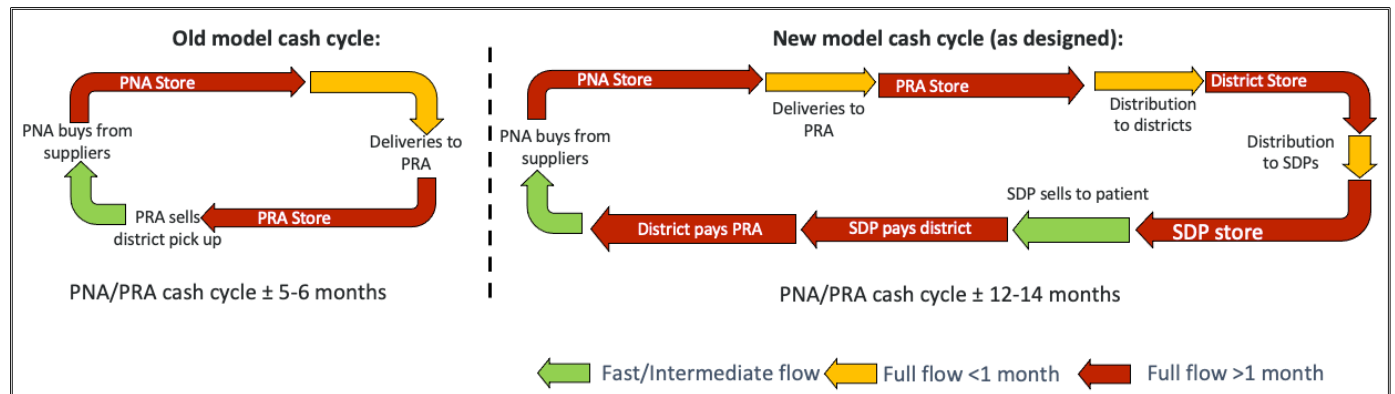 Old model cash cycle:
PNA Store
PNA buys from
suppliers
Deliveries to
PRA
PRA Store
PRA sells
district pick up
PNA/PRA cash cycle ± 5-6 months
New model cash cycle (as designed):
PNA Store
Deliveries to
PRA
PRA Store
Distribution
to districts
District Store
PNA buys from
suppliers
Distribution
to SDPs
SDP sells to patient
District pays PRA
SDP pays district
SDP store
PNA/PRA cash cycle ± 12-14 months
Fast/Intermediate flow
Full flow <1 month
Full flow >1 month